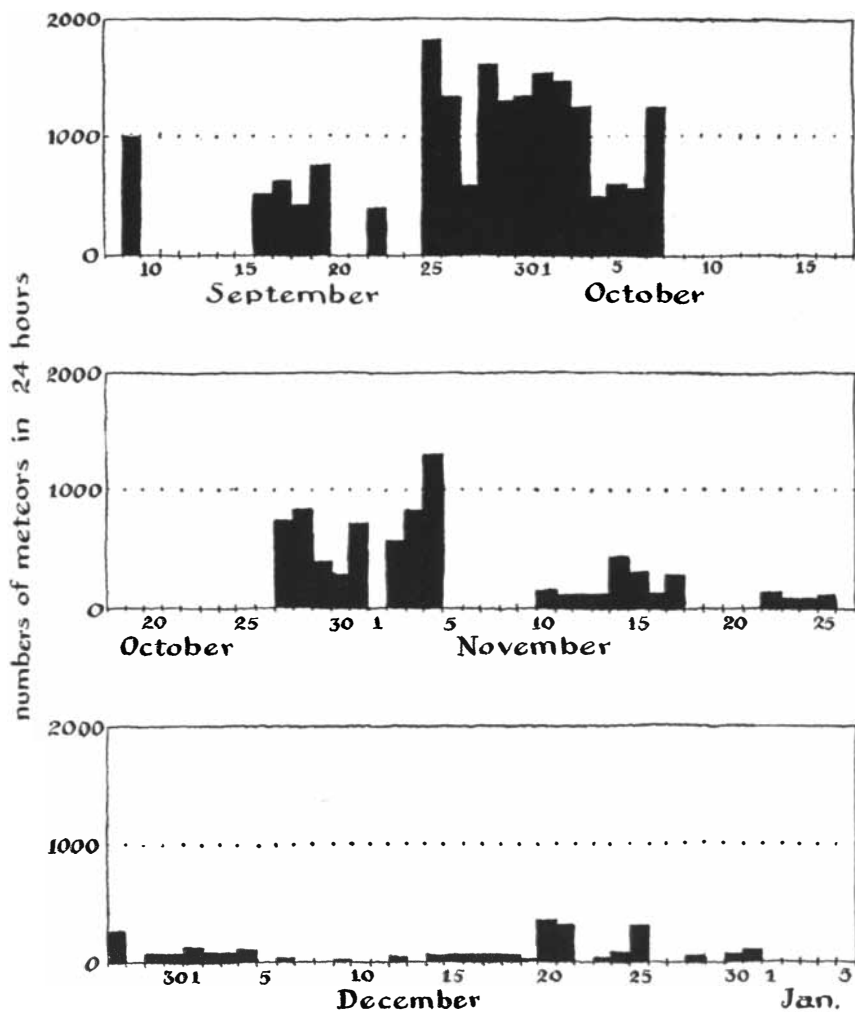 numbers of meteors in 24 hours
2000
1000
0
10 15 20 25 30 1 5 10 15
September October
2000
1000
0
20 25 30 1 5 10 15 20 25
October November
2000
1000
0
30 1 5 10 15 20 25 30 1 5
December Jan.